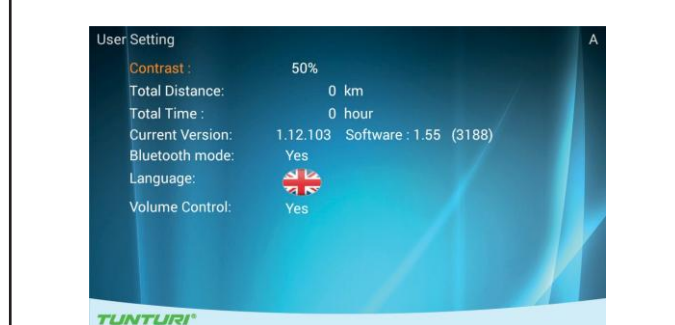 User Setting A
Contrast : 50%
Total Distance: 0 km
Total Time : 0 hour
Current Version: 1.12.103 Software : 1.55 (3188)
Bluetooth mode: Yes
Language:
Volume Control: Yes
TUNTURI®